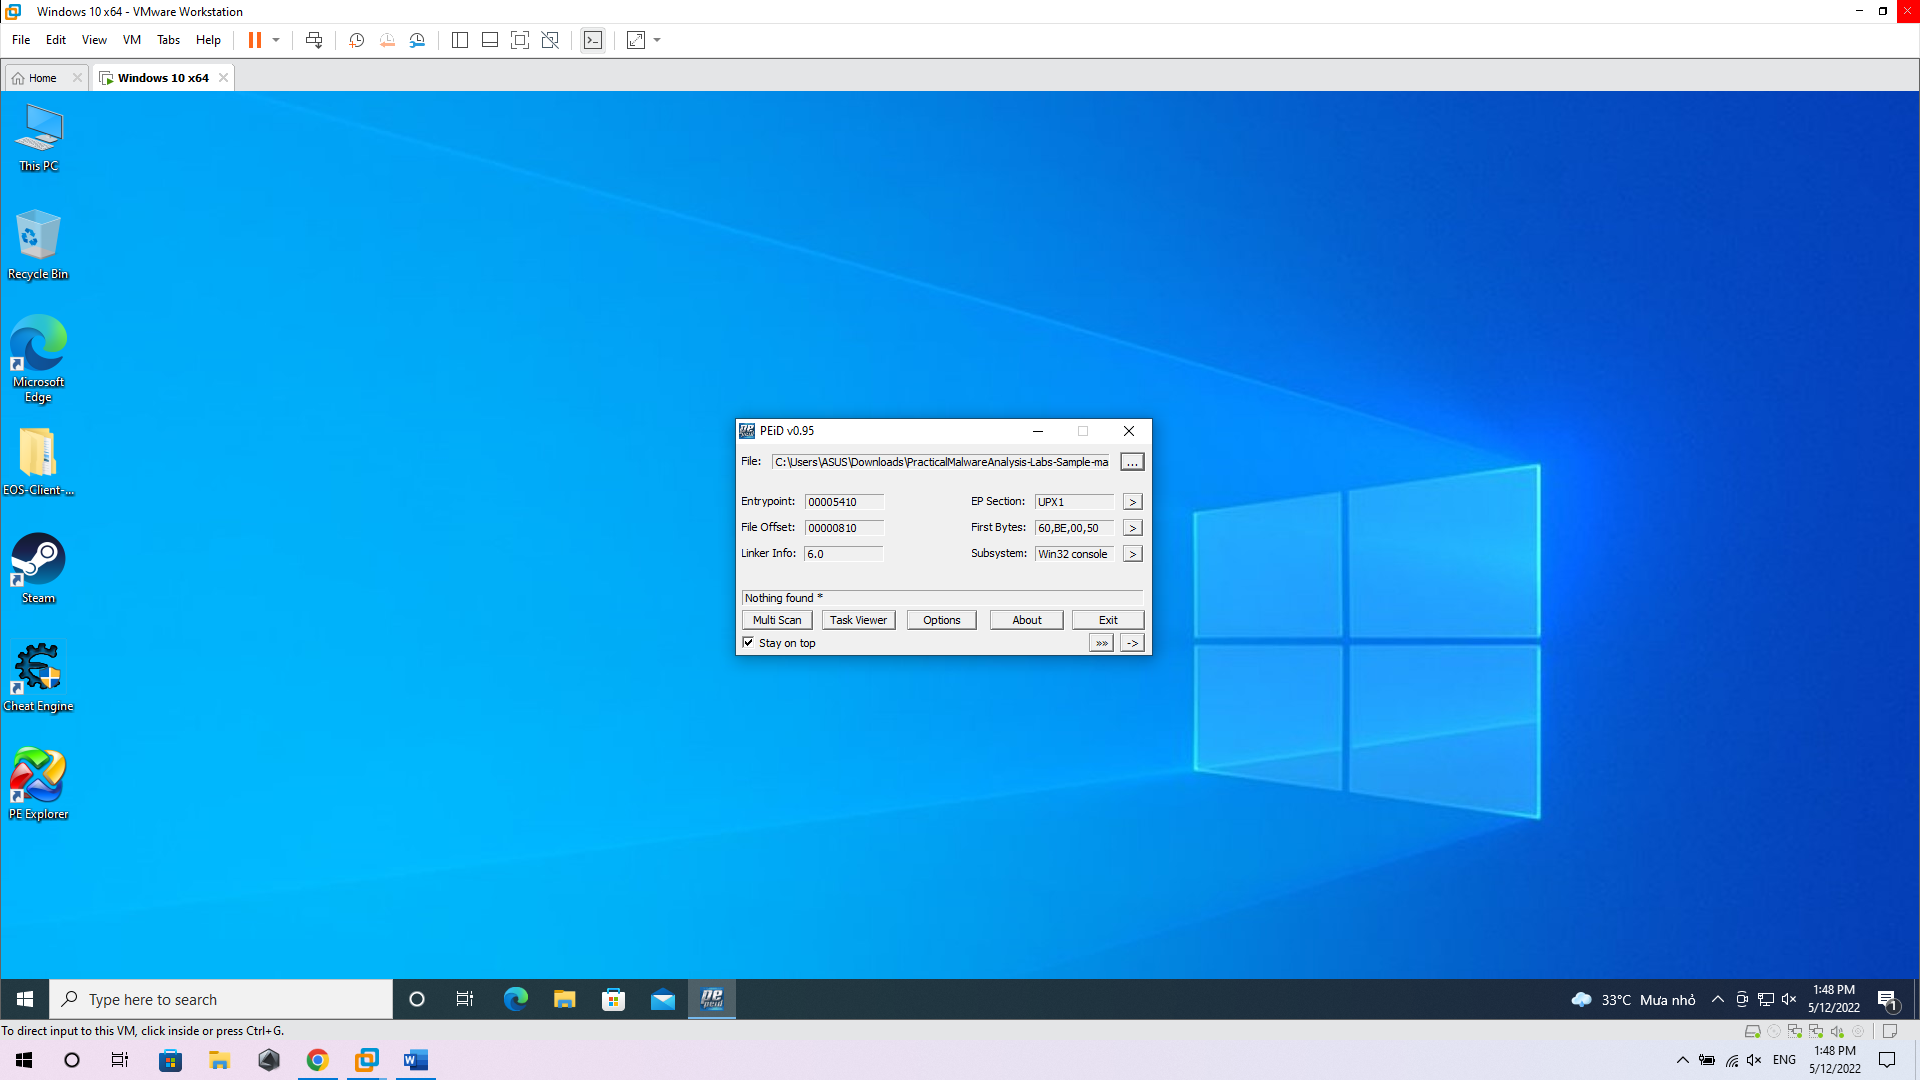 Windows 10 x64 - VMware Workstation
File Edit View VM Tabs Help
Home Windows 10 x64
This PC
Recycle Bin
Microsoft
Edge
EOS-Client-...
Steam
Cheat Engine
PE Explorer
PEiD v0.95
File: C:\Users\ASUS\Downloads\PracticalMalwareAnalysis-Labs-Sample-ma ...
Entrypoint: 00005410 EP Section: UPX1 >
File Offset: 00000810 First Bytes: 60,BE,00,50 >
Linker Info: 6.0 Subsystem: Win32 console >
Nothing found *
Multi Scan Task Viewer Options About Exit
Stay on top »» ->
Type here to search
33°C Mưa nhỏ
1:48 PM
5/12/2022
1
To direct input to this VM, click inside or press Ctrl+G.
ENG
1:48 PM
5/12/2022